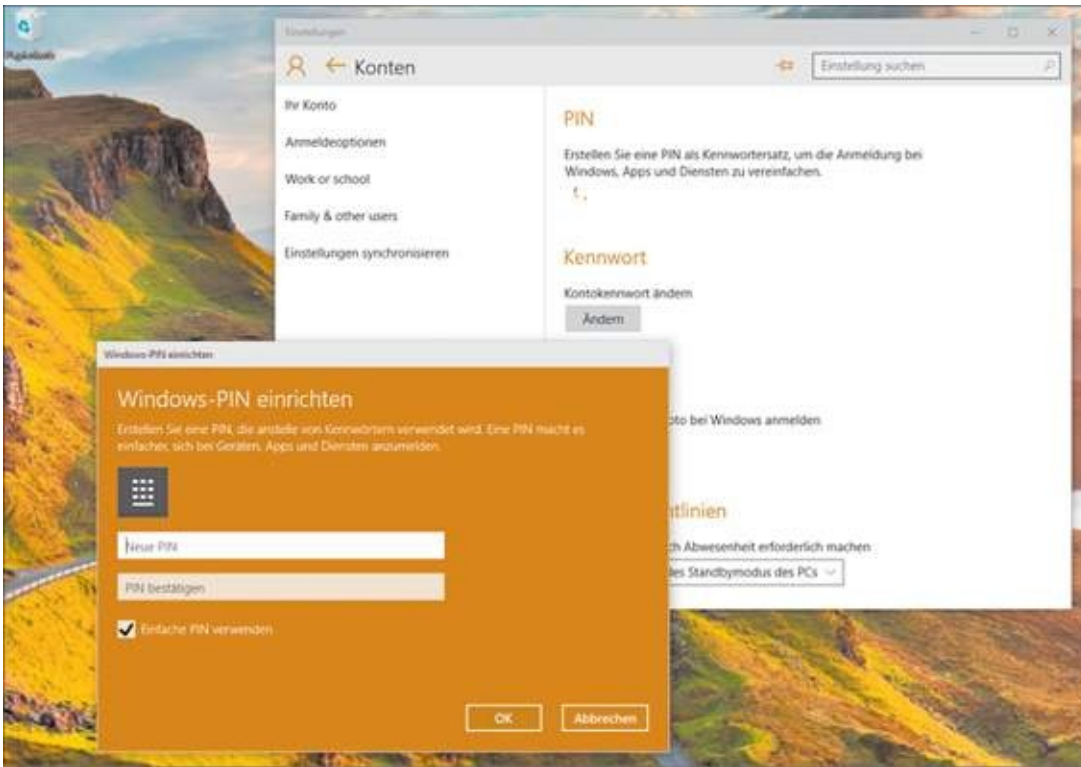 Papierkorb
Einstellungen
Konten
Einstellung suchen
Ihr Konto
Anmeldeoptionen
Work or school
Family & other users
Einstellungen synchronisieren
PIN
Erstellen Sie eine PIN als Kennwortersatz, um die Anmeldung bei
Windows, Apps und Diensten zu vereinfachen.
Kennwort
Kontokennwort ändern
Ändern
oto bei Windows anmelden
tlinien
ch Abwesenheit erforderlich machen
des Standbymodus des PCs
Windows-PIN einrichten
Windows-PIN einrichten
Erstellen Sie eine PIN, die anstelle von Kennwörtern verwendet wird. Eine PIN macht es
einfacher, sich bei Geräten, Apps und Diensten anzumelden.
Neue PIN
PIN bestätigen
Einfache PIN verwenden
OK
Abbrechen